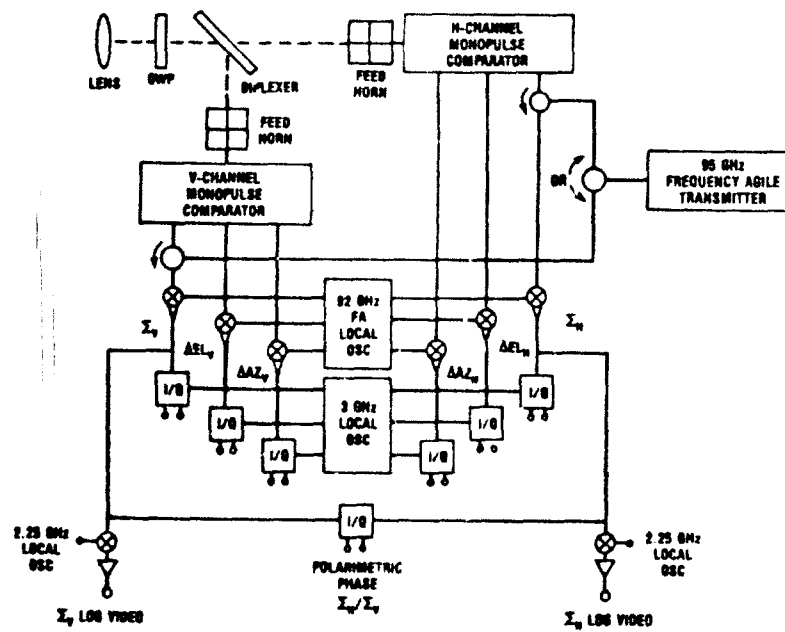 H-CHANNEL
MONOPULSE
COMPARATOR
LENS
QWP
DIPLEXER
FEED
HORN
FEED
HORN
V-CHANNEL
MONOPULSE
COMPARATOR
OR
95 GHz
FREQUENCY AGILE
TRANSMITTER
92 GHz
FA
LOCAL
OSC
ΣV
ΔELV
ΔAZV
ΔAZH
ΔELH
ΣH
I/Q
I/Q
I/Q
3 GHz
LOCAL
OSC
I/Q
I/Q
I/Q
I/Q
POLARIMETRIC
PHASE
ΣH/ΣV
2.25 GHz
LOCAL
OSC
2.25 GHz
LOCAL
OSC
ΣV LOG VIDEO
ΣH LOG VIDEO